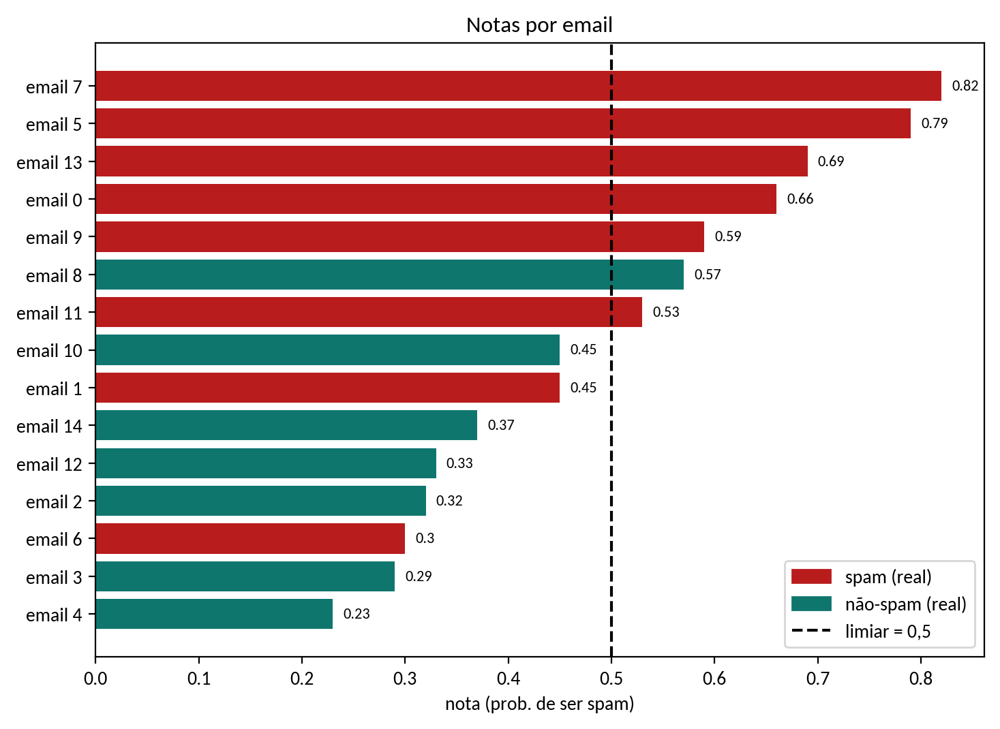 Notas por email
email 7
0.82
email 5
0.79
email 13
0.69
email 0
0.66
email 9
0.59
email 8
0.57
email 11
0.53
email 10
0.45
email 1
0.45
email 14
0.37
email 12
0.33
email 2
0.32
email 6
0.3
email 3
0.29
email 4
0.23
spam (real)
não-spam (real)
limiar = 0,5
0.0 0.1 0.2 0.3 0.4 0.5 0.6 0.7 0.8
nota (prob. de ser spam)